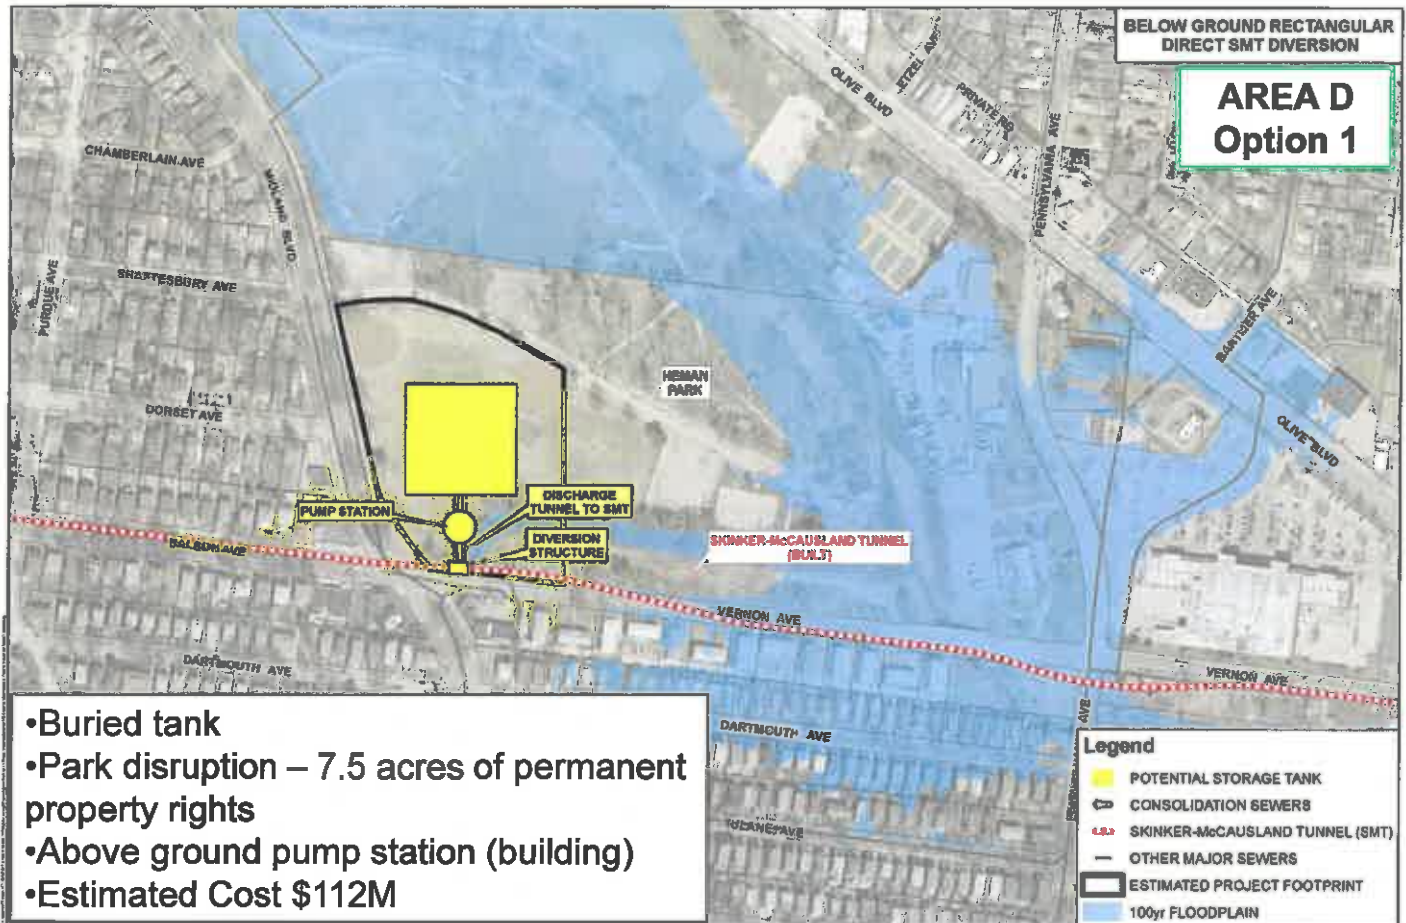 BELOW GROUND RECTANGULAR
DIRECT SMT DIVERSION
AREA D
Option 1
OLIVE BLVD
ETZEL AVE
PRIVATE RD
PENNSYLVANIA AVE
CHAMBERLAIN AVE
MIDLAND BLVD
SHAFTESBURY AVE
PURDUE AVE
BARTMER AVE
HEMAN
PARK
DORSET AVE
OLIVE BLVD
PUMP STATION
DISCHARGE
TUNNEL TO SMT
DIVERSION
STRUCTURE
SKINKER-McCAUSLAND TUNNEL
(BUILT)
BALSON AVE
VERNON AVE
VERNON AVE
DARTMOUTH AVE
DARTMOUTH AVE
AVE
•Buried tank
•Park disruption – 7.5 acres of permanent
property rights
•Above ground pump station (building)
•Estimated Cost $112M
Legend
POTENTIAL STORAGE TANK
CONSOLIDATION SEWERS
SKINKER-McCAUSLAND TUNNEL (SMT)
OTHER MAJOR SEWERS
ESTIMATED PROJECT FOOTPRINT
100yr FLOODPLAIN